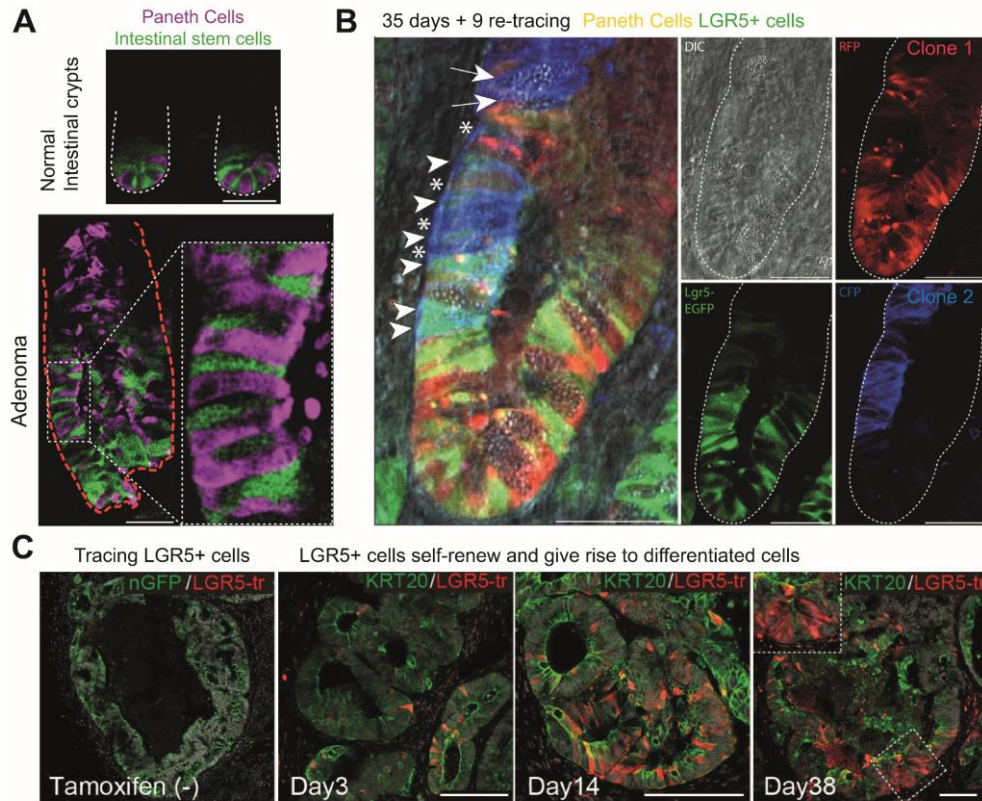 A
Paneth Cells
Intestinal stem cells
Normal
Intestinal crypts
Adenoma
B
35 days + 9 re-tracing Paneth Cells LGR5+ cells
DIC
RFP Clone 1
Lgr5-
EGFP
CFP Clone 2
*
*
*
*
C
Tracing LGR5+ cells
LGR5+ cells self-renew and give rise to differentiated cells
nGFP/LGR5-tr
KRT20/LGR5-tr
KRT20/LGR5-tr
KRT20/LGR5-tr
Tamoxifen (-)
Day3
Day14
Day38